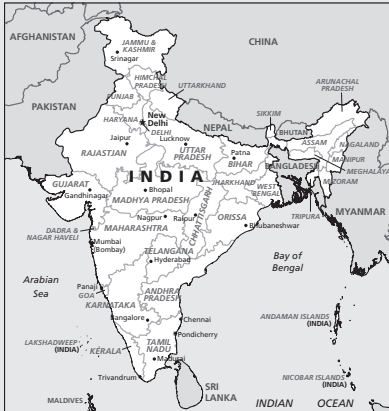 AFGHANISTAN
CHINA
JAMMU &
KASHMIR
Srinagar
HIMCHAL
PRADESH
PUNJAB
UTTARKHAND
ARUNACHAL
PRADESH
PAKISTAN
HARYANA
New
Delhi
DELHI
SIKKIM
NEPAL
BHUTAN
ASSAM
NAGALAND
Jaipur
Lucknow
RAJASTJAN
UTTAR
PRADESH
Patna
BIHAR
BANGLADESH
MANIPUR
MEGHALAYA
MIZORAM
INDIA
GUJARAT
Gandhinagar
Bhopal
MADHYA PRADESH
JHARKHAND
WEST
BENGAL
TRIPURA
MYANMAR
Nagpur
Raipur
CHHATTISGARH
ORISSA
Bhubaneshwar
DADRA &
NAGAR HAVELI
MAHARASHTRA
Mumbai
(Bombay)
TELANGANA
Hyderabad
Arabian
Sea
Bay of
Bengal
Panaji
GOA
KARNATAKA
ANDHRA
PRADESH
Bangalore
Chennai
Pondicherry
ANDAMAN ISLANDS
(INDIA)
LAKSHADWEEP
(INDIA)
KERALA
TAMIL
NADU
Madurai
Trivandrum
NICOBAR ISLANDS
(INDIA)
SRI
LANKA
MALDIVES
INDIAN OCEAN